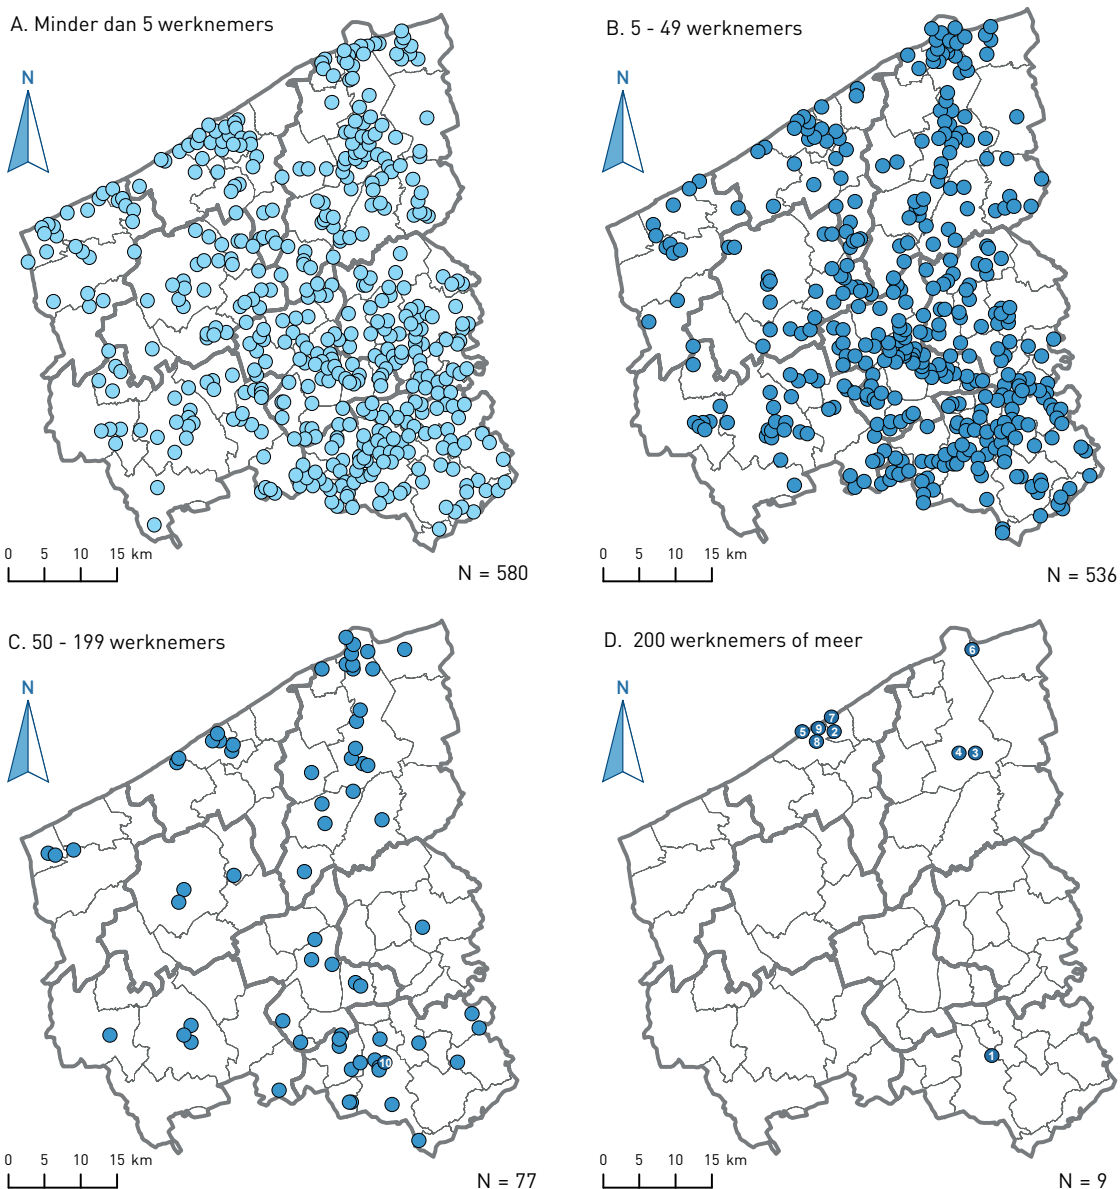 A. Minder dan 5 werknemers
N
0 5 10 15 km
N = 580
B. 5 - 49 werknemers
N
0 5 10 15 km
N = 536
C. 50 - 199 werknemers
N
10
0 5 10 15 km
N = 77
D. 200 werknemers of meer
N
6
7
5 9 2
8
4 3
1
0 5 10 15 km
N = 9